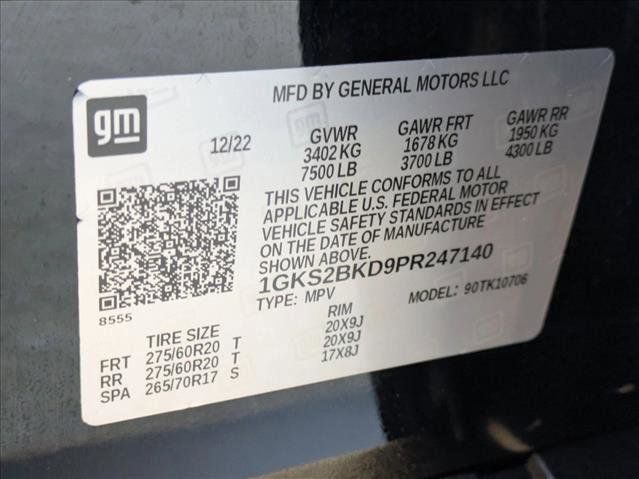 MFD BY GENERAL MOTORS LLC
gm
12/22 GVWR GAWR FRT GAWR RR
3402 KG 1678 KG 1950 KG
7500 LB 3700 LB 4300 LB
THIS VEHICLE CONFORMS TO ALL
APPLICABLE U.S. FEDERAL MOTOR
VEHICLE SAFETY STANDARDS IN EFFECT
ON THE DATE OF MANUFACTURE
SHOWN ABOVE.
1GKS2BKD9PR247140
TYPE: MPV MODEL: 90TK10706
8555
TIRE SIZE RIM
FRT 275/60R20 T 20X9J
RR 275/60R20 T 20X9J
SPA 265/70R17 S 17X8J